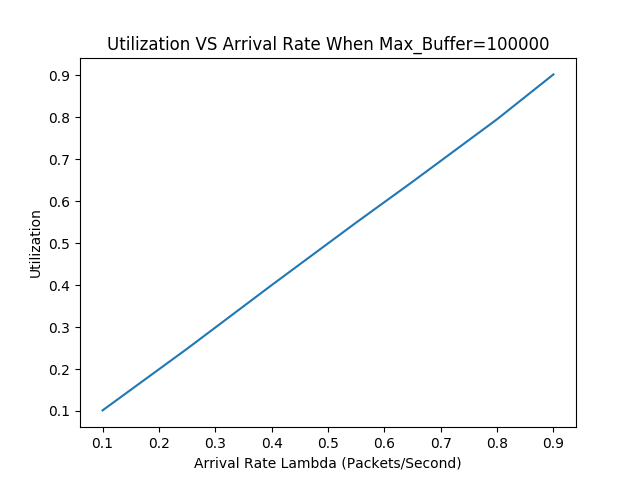 Utilization VS Arrival Rate When Max_Buffer=100000
0.9
0.8
0.7
0.6
0.5
0.4
0.3
0.2
0.1
Utilization
0.1 0.2 0.3 0.4 0.5 0.6 0.7 0.8 0.9
Arrival Rate Lambda (Packets/Second)